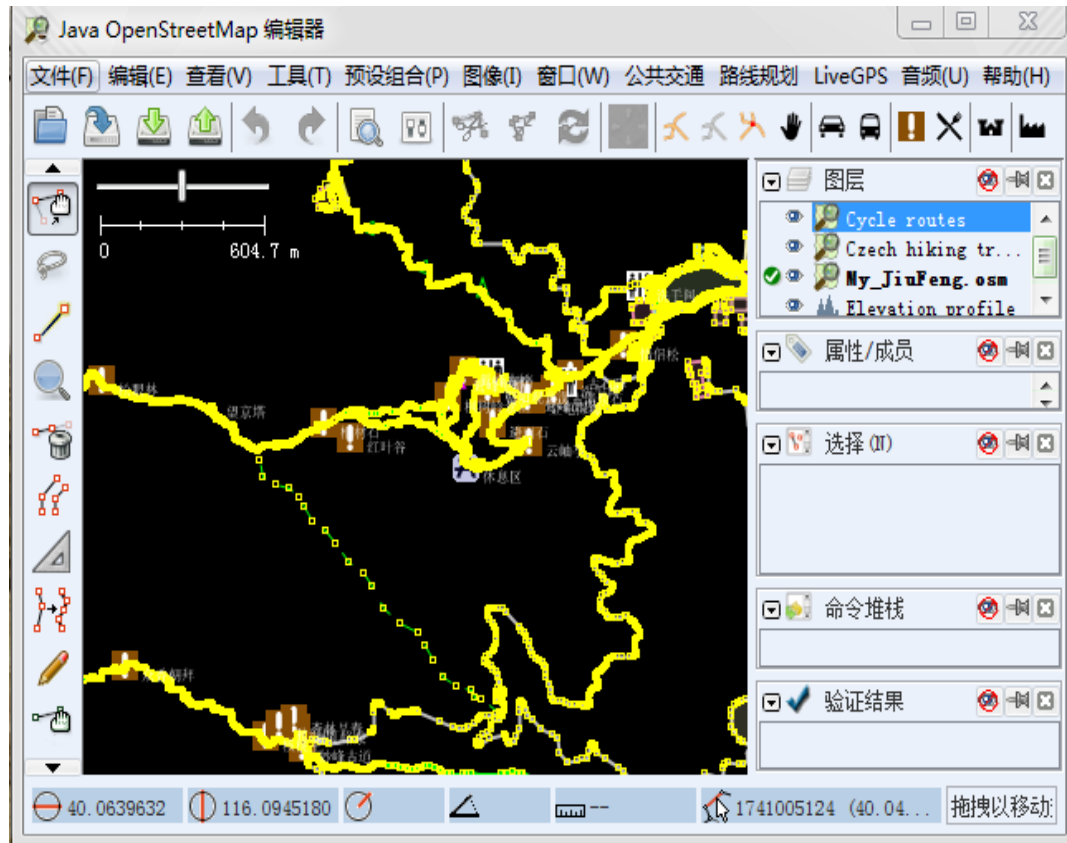 Java OpenStreetMap 编辑器
文件(F) 编辑(E) 查看(V) 工具(T) 预设组合(P) 图像(I) 窗口(W) 公共交通 路线规划 LiveGPS 音频(U) 帮助(H)
0 604.7 m
望京塔
红叶谷
休息区
图层
Cycle routes
Czech hiking tr...
My_JiuFeng.osm
Elevation profile
属性/成员
选择(N)
命令堆栈
验证结果
40.0639632 116.0945180 -- 1741005124 (40.04... 拖拽以移动